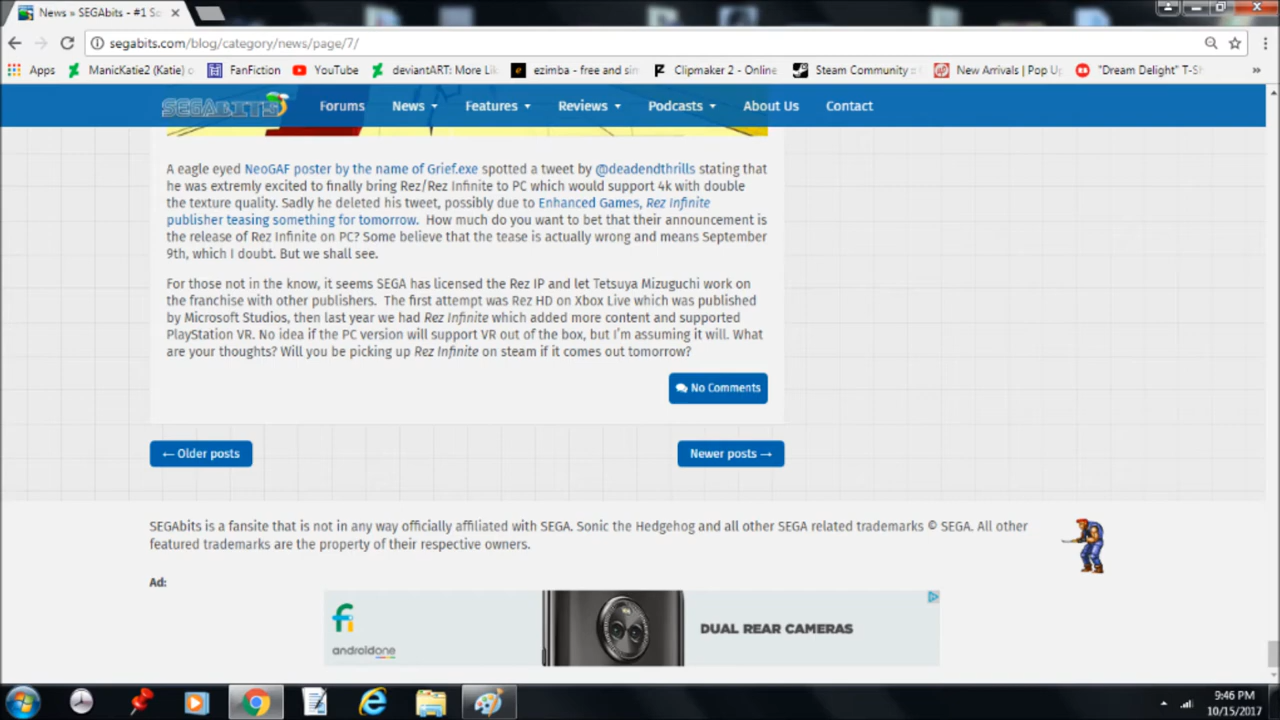 News » SEGAbits - #1 So
segabits.com/blog/category/news/page/7/
Apps ManicKatie2 (Katie) FanFiction YouTube deviantART: More Li ezimba - free and sim Clipmaker 2 - Online Steam Community :: New Arrivals | Pop U "Dream Delight" T-S »
SEGABITS Forums News Features Reviews Podcasts About Us Contact
A eagle eyed NeoGAF poster by the name of Grief.exe spotted a tweet by @deadendthrills stating that
he was extremly excited to finally bring Rez/Rez Infinite to PC which would support 4k with double
the texture quality. Sadly he deleted his tweet, possibly due to Enhanced Games, Rez Infinite
publisher teasing something for tomorrow. How much do you want to bet that their announcement is
the release of Rez Infinite on PC? Some believe that the tease is actually wrong and means September
9th, which I doubt. But we shall see.
For those not in the know, it seems SEGA has licensed the Rez IP and let Tetsuya Mizuguchi work on
the franchise with other publishers. The first attempt was Rez HD on Xbox Live which was published
by Microsoft Studios, then last year we had Rez Infinite which added more content and supported
PlayStation VR. No idea if the PC version will support VR out of the box, but I'm assuming it will. What
are your thoughts? Will you be picking up Rez Infinite on steam if it comes out tomorrow?
No Comments
← Older posts Newer posts →
SEGAbits is a fansite that is not in any way officially affiliated with SEGA. Sonic the Hedgehog and all other SEGA related trademarks © SEGA. All other
featured trademarks are the property of their respective owners.
Ad:
fi
androidone
DUAL REAR CAMERAS
9:46 PM
10/15/2017